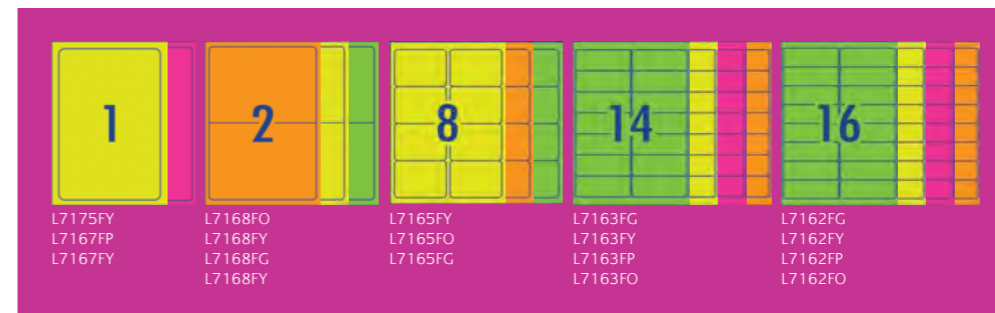 1
2
8
14
16
L7175FY
L7167FP
L7167FY
L7168FO
L7168FY
L7168FG
L7168FY
L7165FY
L7165FO
L7165FG
L7163FG
L7163FY
L7163FP
L7163FO
L7162FG
L7162FY
L7162FP
L7162FO